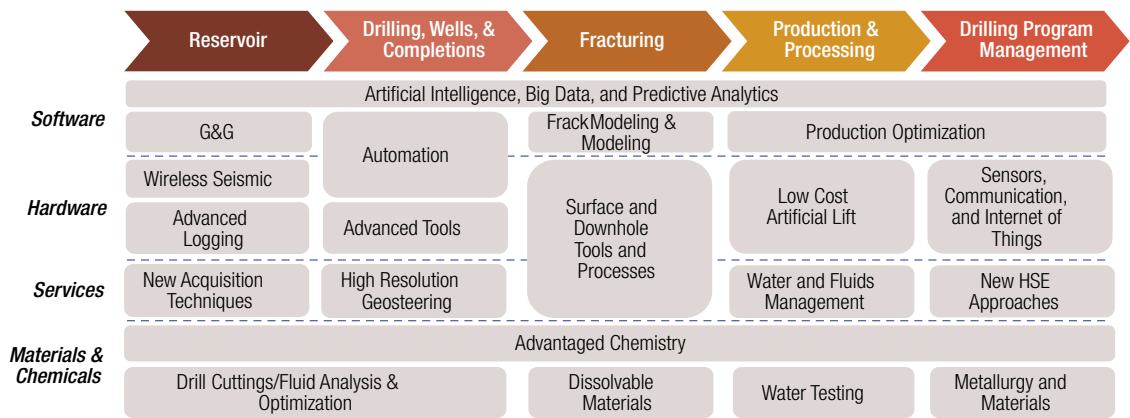 Reservoir
Drilling, Wells, &
Completions
Fracturing
Production &
Processing
Drilling Program
Management
Artificial Intelligence, Big Data, and Predictive Analytics
Software
G&G
Automation
FrackModeling &
Modeling
Production Optimization
Hardware
Wireless Seismic
Advanced
Logging
Advanced Tools
Surface and
Downhole
Tools and
Processes
Low Cost
Artificial Lift
Sensors,
Communication,
and Internet of
Things
Services
New Acquisition
Techniques
High Resolution
Geosteering
Water and Fluids
Management
New HSE
Approaches
Materials &
Chemicals
Advantaged Chemistry
Drill Cuttings/Fluid Analysis &
Optimization
Dissolvable
Materials
Water Testing
Metallurgy and
Materials